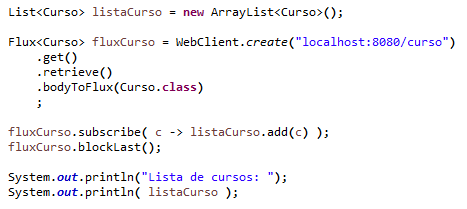 List<Curso> listaCurso = new ArrayList<Curso>();
Flux<Curso> fluxCurso = WebClient.create("localhost:8080/curso")
.get()
.retrieve()
.bodyToFlux(Curso.class)
;
fluxCurso.subscribe( c -> listaCurso.add(c) );
fluxCurso.blockLast();
System.out.println("Lista de cursos: ");
System.out.println( listaCurso );